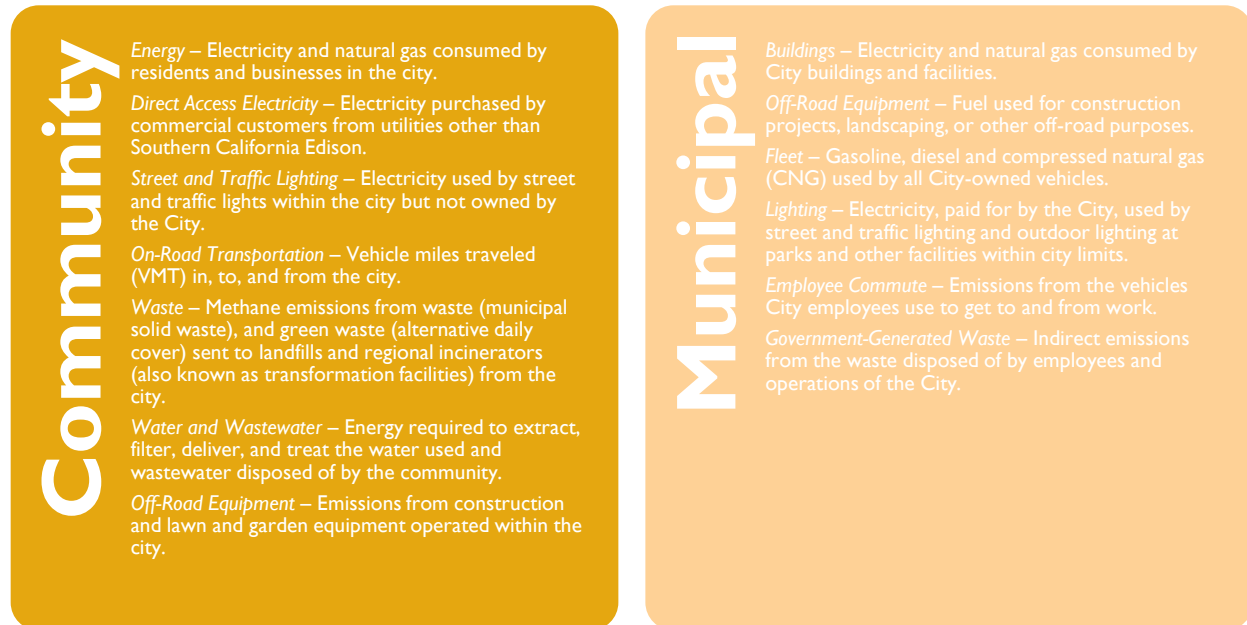 Community
Energy – Electricity and natural gas consumed by
residents and businesses in the city.
Direct Access Electricity – Electricity purchased by
commercial customers from utilities other than
Southern California Edison.
Street and Traffic Lighting – Electricity used by street
and traffic lights within the city but not owned by
the City.
On-Road Transportation – Vehicle miles traveled
(VMT) in, to, and from the city.
Waste – Methane emissions from waste (municipal
solid waste), and green waste (alternative daily
cover) sent to landfills and regional incinerators
(also known as transformation facilities) from the
city.
Water and Wastewater – Energy required to extract,
filter, deliver, and treat the water used and
wastewater disposed of by the community.
Off-Road Equipment – Emissions from construction
and lawn and garden equipment operated within the
city.
Municipal
Buildings – Electricity and natural gas consumed by
City buildings and facilities.
Off-Road Equipment – Fuel used for construction
projects, landscaping, or other off-road purposes.
Fleet – Gasoline, diesel and compressed natural gas
(CNG) used by all City-owned vehicles.
Lighting – Electricity, paid for by the City, used by
street and traffic lighting and outdoor lighting at
parks and other facilities within city limits.
Employee Commute – Emissions from the vehicles
City employees use to get to and from work.
Government-Generated Waste – Indirect emissions
from the waste disposed of by employees and
operations of the City.